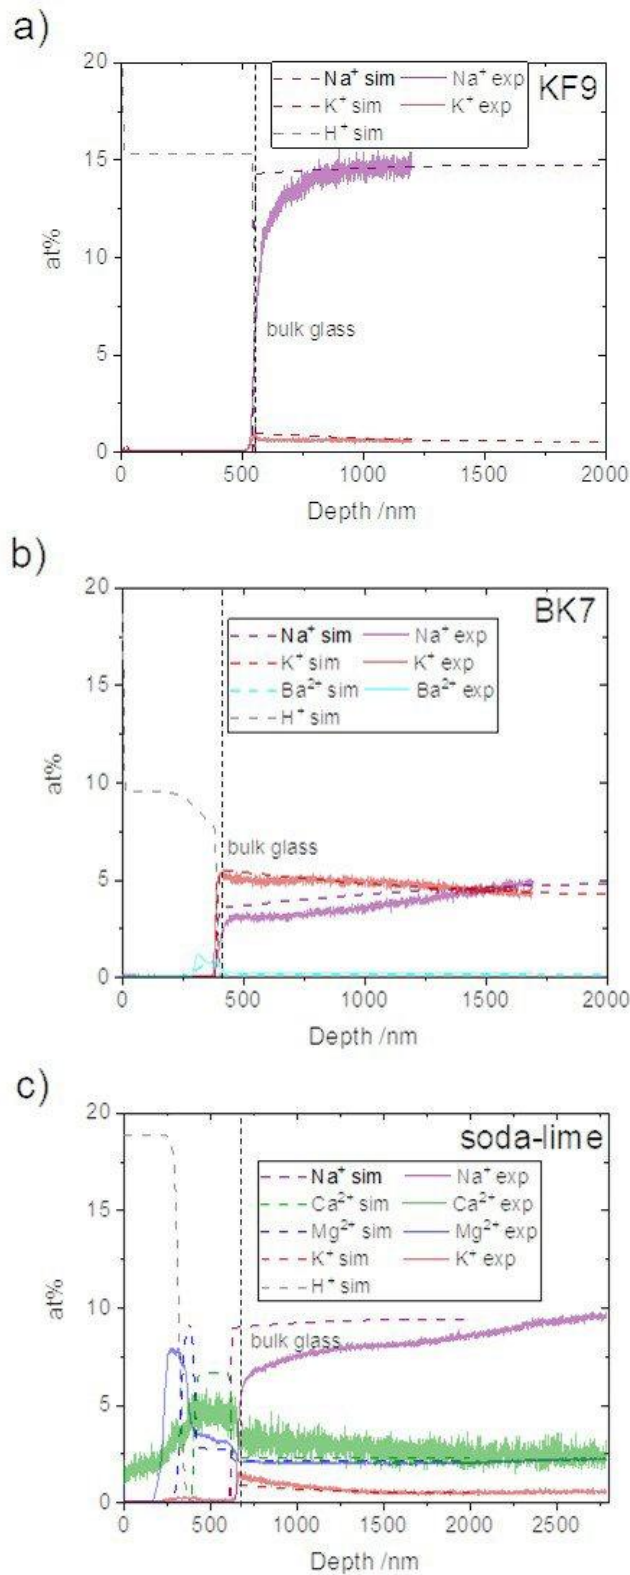 a)
20
Na⁺ sim Na⁺ exp
K⁺ sim K⁺ exp
H⁺ sim
KF9
15
at%
10
bulk glass
5
0
0 500 1000 1500 2000
Depth /nm
b)
20
BK7
Na⁺ sim Na⁺ exp
K⁺ sim K⁺ exp
Ba²⁺ sim Ba²⁺ exp
H⁺ sim
15
at%
10
bulk glass
5
0
0 500 1000 1500 2000
Depth /nm
c)
20
soda-lime
Na⁺ sim Na⁺ exp
Ca²⁺ sim Ca²⁺ exp
Mg²⁺ sim Mg²⁺ exp
K⁺ sim K⁺ exp
H⁺ sim
15
at%
10
bulk glass
5
0
0 500 1000 1500 2000 2500
Depth /nm